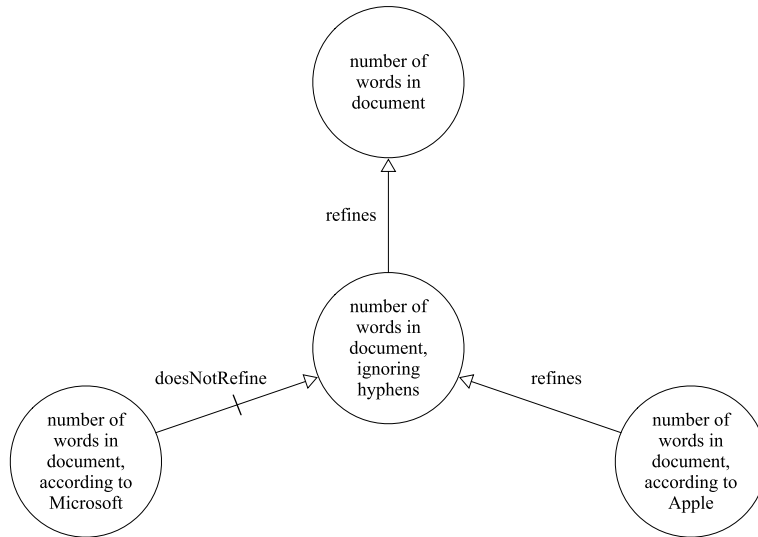 number of
words in
document
refines
number of
words in
document,
ignoring
hyphens
doesNotRefine
refines
number of
words in
document,
according to
Microsoft
number of
words in
document,
according to
Apple